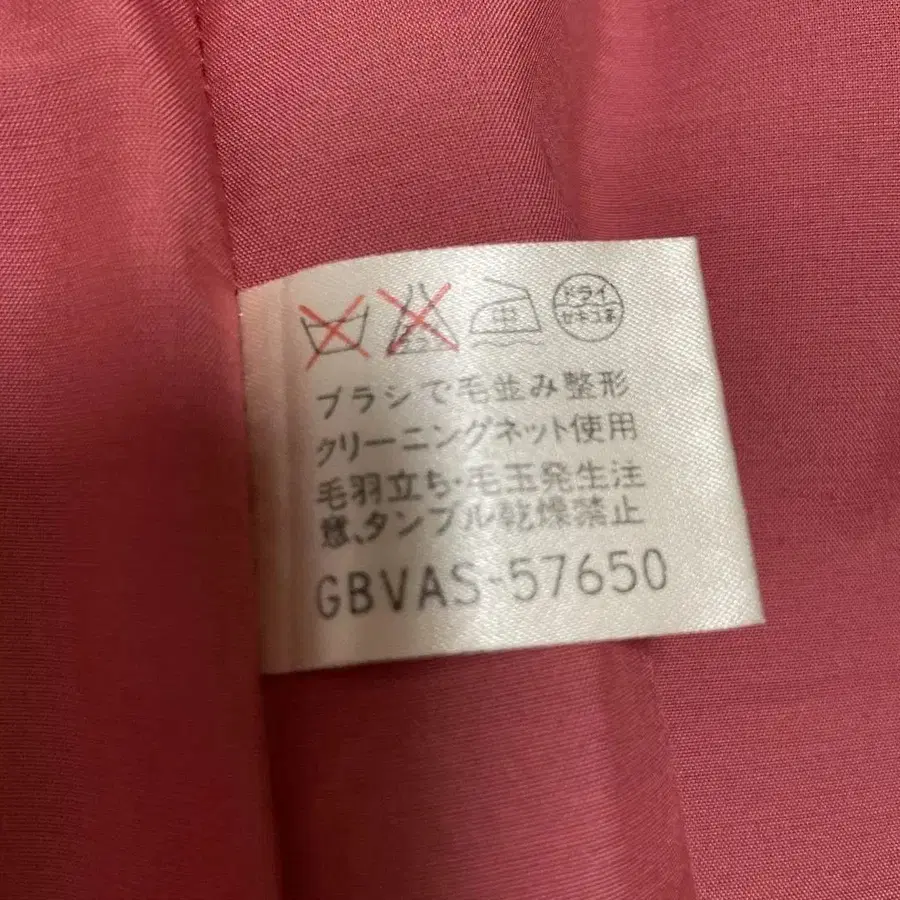 中 ドライ
セキユ系
ブラシで毛並み整形
クリーニングネット使用
毛羽立ち・毛玉発生注
意、タンブル乾燥禁止
GBVAS-57650